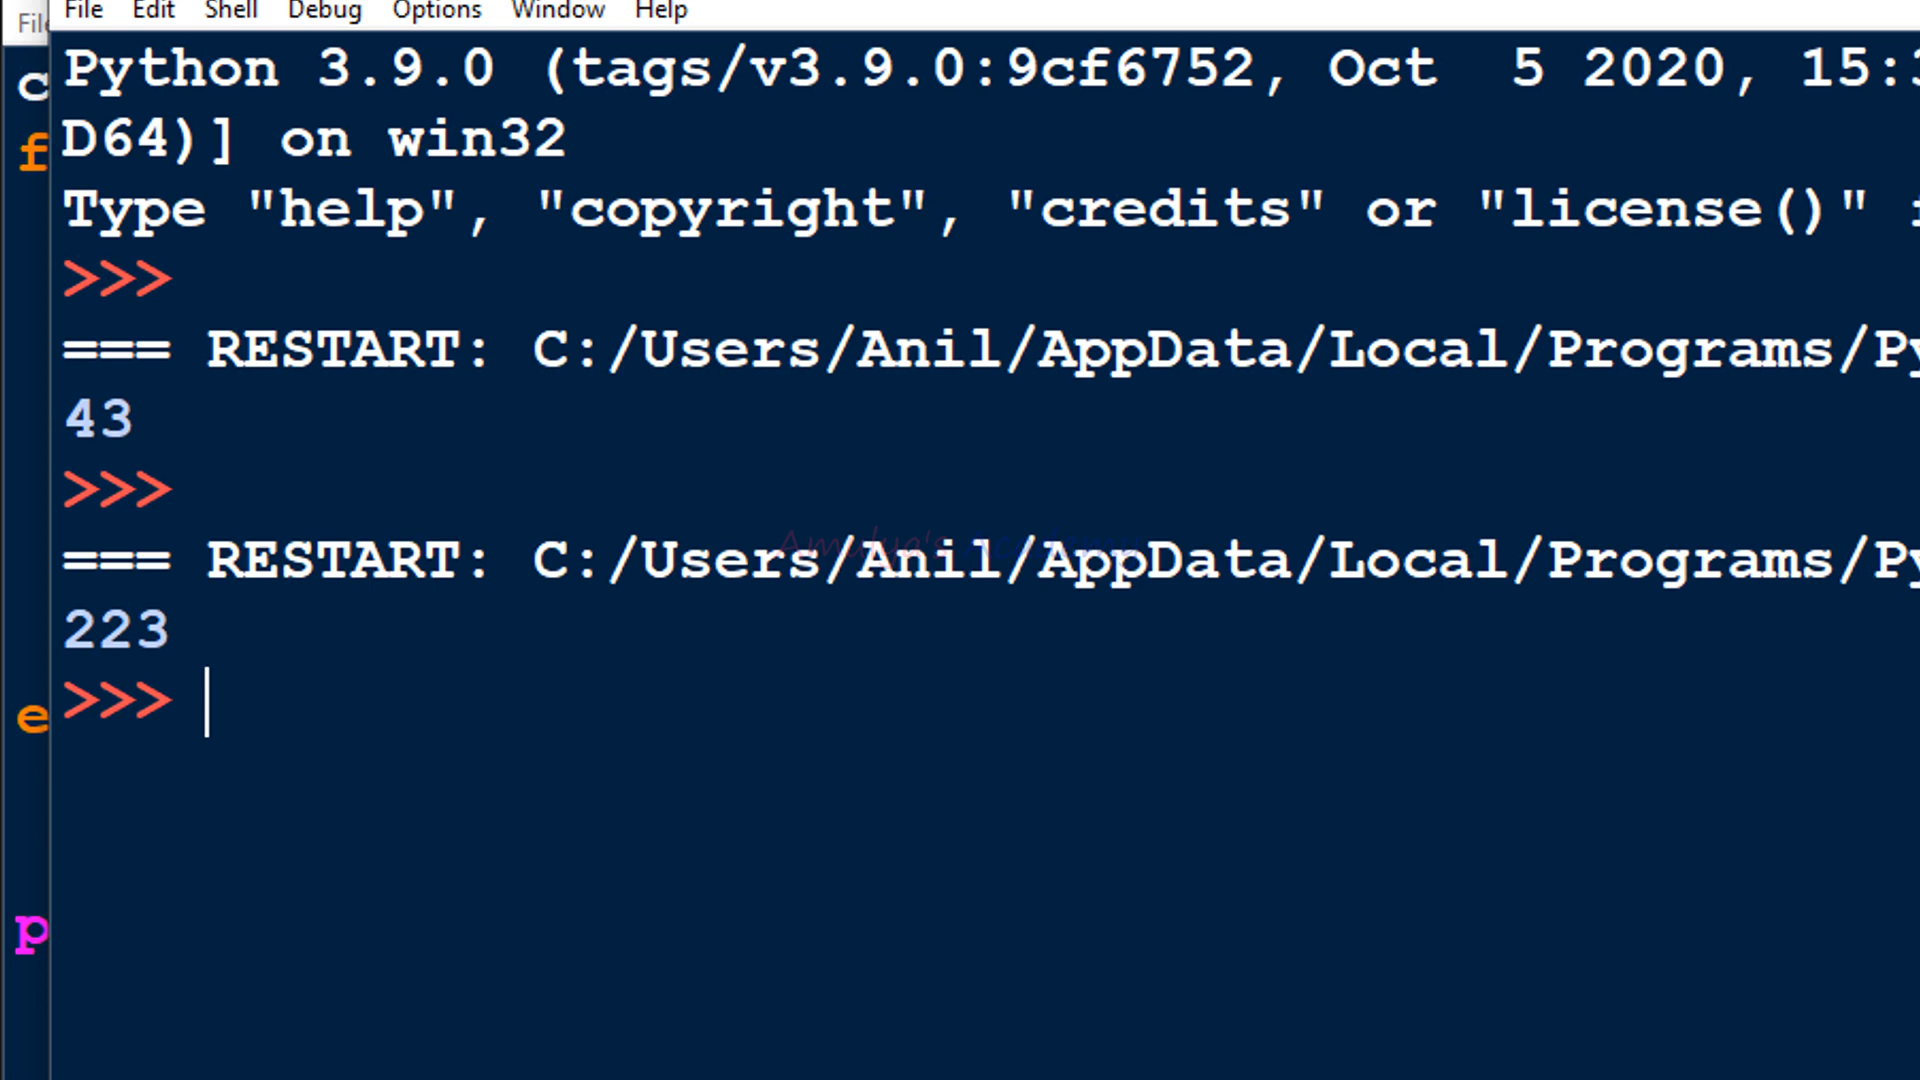 File Edit Shell Debug Options Window Help
Python 3.9.0 (tags/v3.9.0:9cf6752, Oct  5 2020, 15:
D64)] on win32
Type "help", "copyright", "credits" or "license()"
>>>
=== RESTART: C:/Users/Anil/AppData/Local/Programs/Py
43
>>>
=== RESTART: C:/Users/Anil/AppData/Local/Programs/Py
Amulya's Academy
223
>>>
c
f
e
p